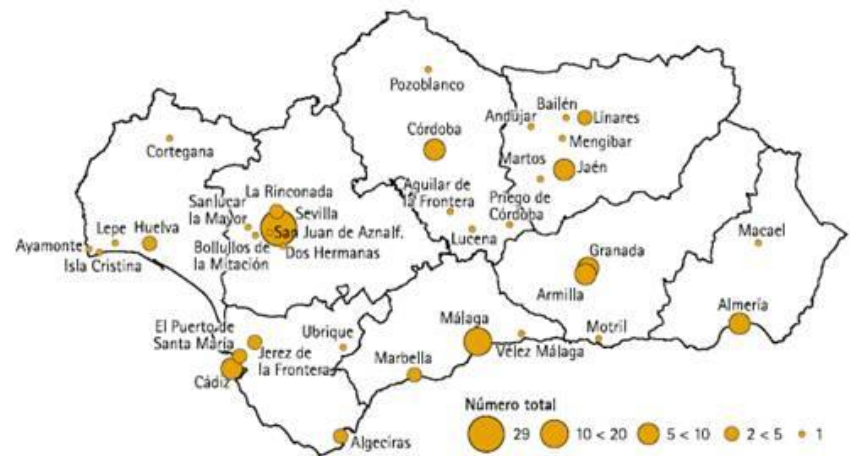 Pozoblanco
Bailén
Andújar
Linares
Córdoba
Mengibar
Cortegana
Martos
Jaén
La Rinconada
Aguilar de
la Frontera
Priego de
Córdoba
Sanlúcar
la Mayor
Sevilla
San Juan de Aznalf.
Lepe
Huelva
Lucena
Macael
Ayamonte
Bollullos de
la Mitación
Dos Hermanas
Isla Cristina
Granada
Armilla
Almería
El Puerto de
Santa María
Ubrique
Málaga
Motril
Jerez de
la Frontera
Marbella
Vélez Málaga
Cádiz
Número total
29
10 < 20
5 < 10
2 < 5
1
Algeciras